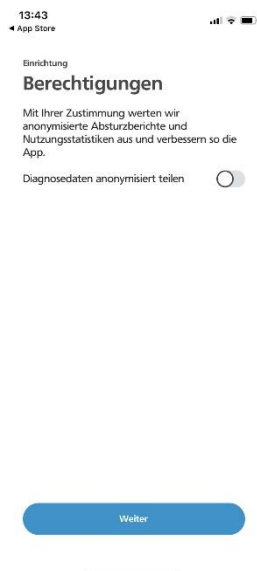 13:43
◀ App Store
Einrichtung
Berechtigungen
Mit Ihrer Zustimmung werten wir
anonymisierte Absturzberichte und
Nutzungsstatistiken aus und verbessern so die
App.
Diagnosedaten anonymisiert teilen
Weiter